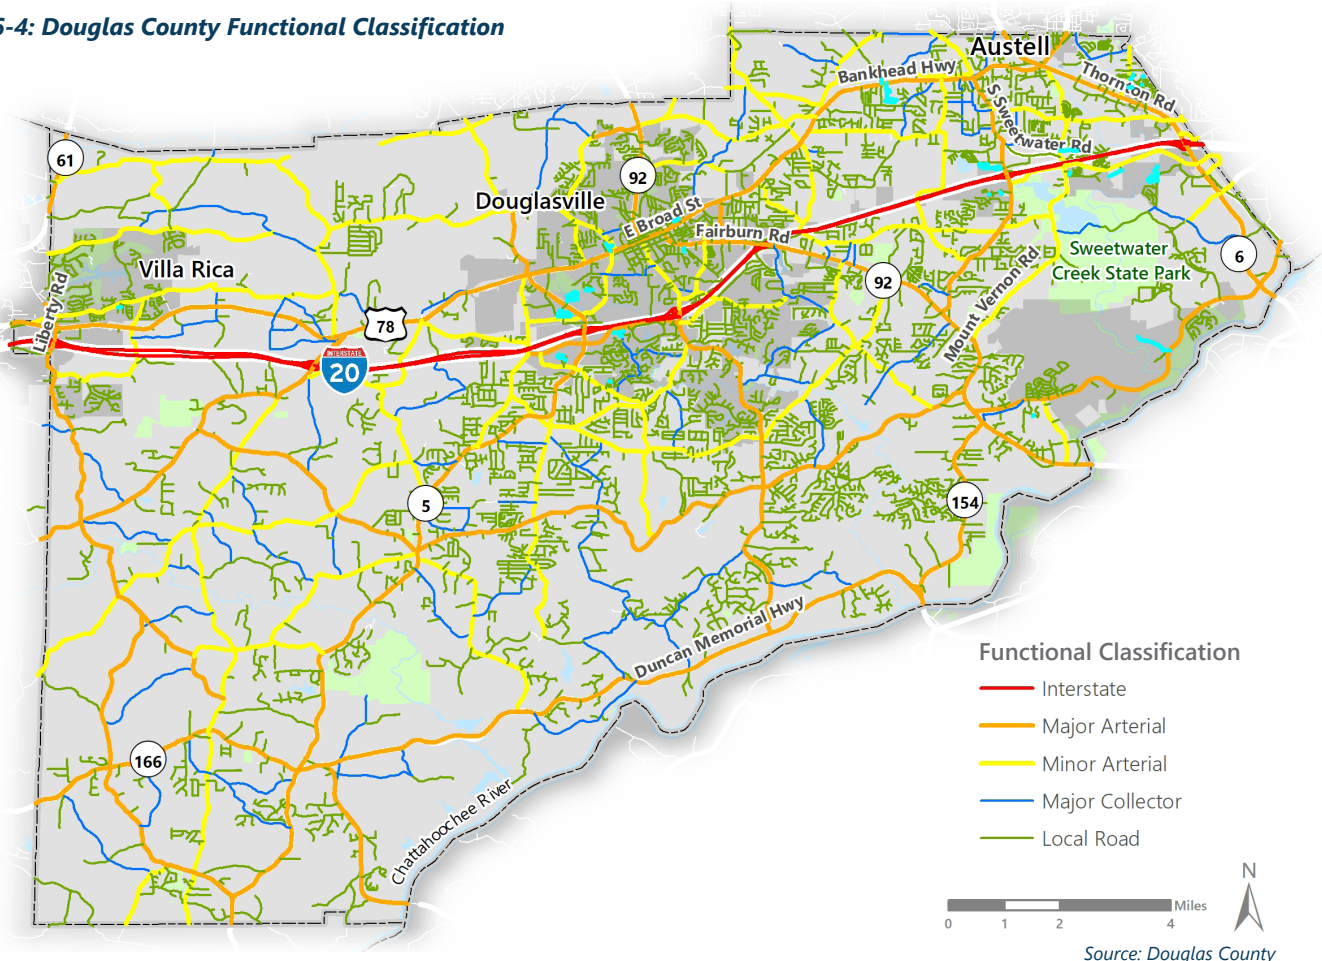 5-4: Douglas County Functional Classification
Austell
Bankhead Hwy
Thornton Rd
S Sweetwater Rd
61
92
Douglasville
E Broad St
Fairburn Rd
Sweetwater
Creek State Park
6
Villa Rica
92
Liberty Rd
78
Mount Vernon Rd
INTERSTATE
20
5
154
Duncan Memorial Hwy
166
Chattahoochee River
Functional Classification
Interstate
Major Arterial
Minor Arterial
Major Collector
Local Road
N
Miles
0 1 2 4
Source: Douglas County